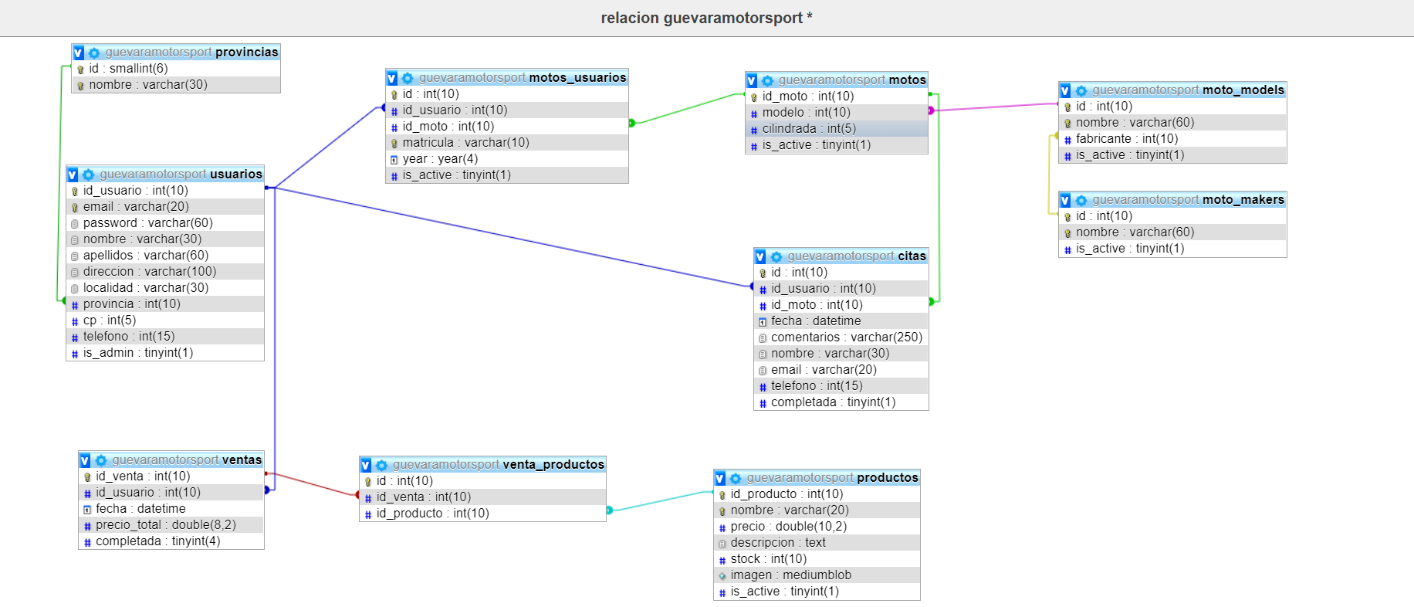 relacion guevaramotorsport *
guevaramotorsport provincias
id : smallint(6)
nombre : varchar(30)
guevaramotorsport usuarios
id_usuario : int(10)
email : varchar(20)
password : varchar(60)
nombre : varchar(30)
apellidos : varchar(60)
direccion : varchar(100)
localidad : varchar(30)
provincia : int(10)
cp : int(5)
telefono : int(15)
is_admin : tinyint(1)
guevaramotorsport ventas
id_venta : int(10)
id_usuario : int(10)
fecha : datetime
precio_total : double(8,2)
completada : tinyint(4)
guevaramotorsport motos_usuarios
id : int(10)
id_usuario : int(10)
id_moto : int(10)
matricula : varchar(10)
year : year(4)
is_active : tinyint(1)
guevaramotorsport venta_productos
id : int(10)
id_venta : int(10)
id_producto : int(10)
guevaramotorsport motos
id_moto : int(10)
modelo : int(10)
cilindrada : int(5)
is_active : tinyint(1)
guevaramotorsport citas
id : int(10)
id_usuario : int(10)
id_moto : int(10)
fecha : datetime
comentarios : varchar(250)
nombre : varchar(30)
email : varchar(20)
telefono : int(15)
completada : tinyint(1)
guevaramotorsport productos
id_producto : int(10)
nombre : varchar(20)
precio : double(10,2)
descripcion : text
stock : int(10)
imagen : mediumblob
is_active : tinyint(1)
guevaramotorsport moto_models
id : int(10)
nombre : varchar(60)
fabricante : int(10)
is_active : tinyint(1)
guevaramotorsport moto_makers
id : int(10)
nombre : varchar(60)
is_active : tinyint(1)